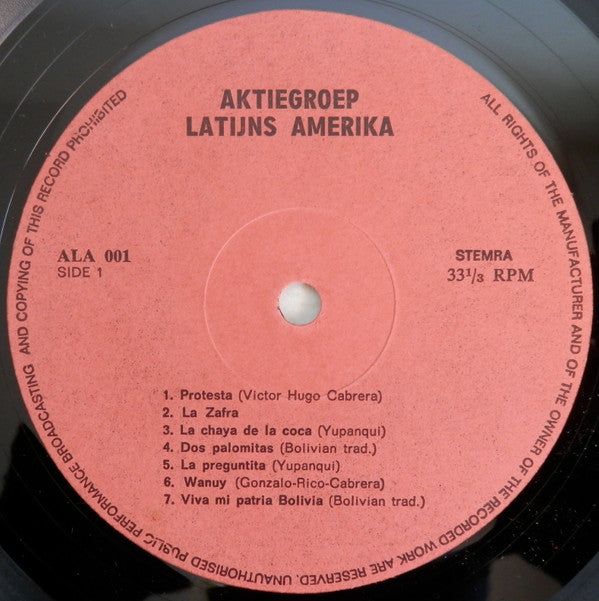 AKTIEGROEP
LATIJNS AMERIKA
ALA 001
SIDE 1
STEMRA
33 1/3 RPM
1. Protesta (Victor Hugo Cabrera)
2. La Zafra
3. La chaya de la coca (Yupanqui)
4. Dos palomitas (Bolivian trad.)
5. La preguntita (Yupanqui)
6. Wanuy (Gonzalo-Rico-Cabrera)
7. Viva mi patria Bolivia (Bolivian trad.)
ALL RIGHTS OF THE MANUFACTURER AND OF THE OWNER OF THE RECORDED WORK ARE RESERVED. UNAUTHORISED PUBLIC PERFORMANCE BROADCASTING AND COPYING OF THIS RECORD PROHIBITED